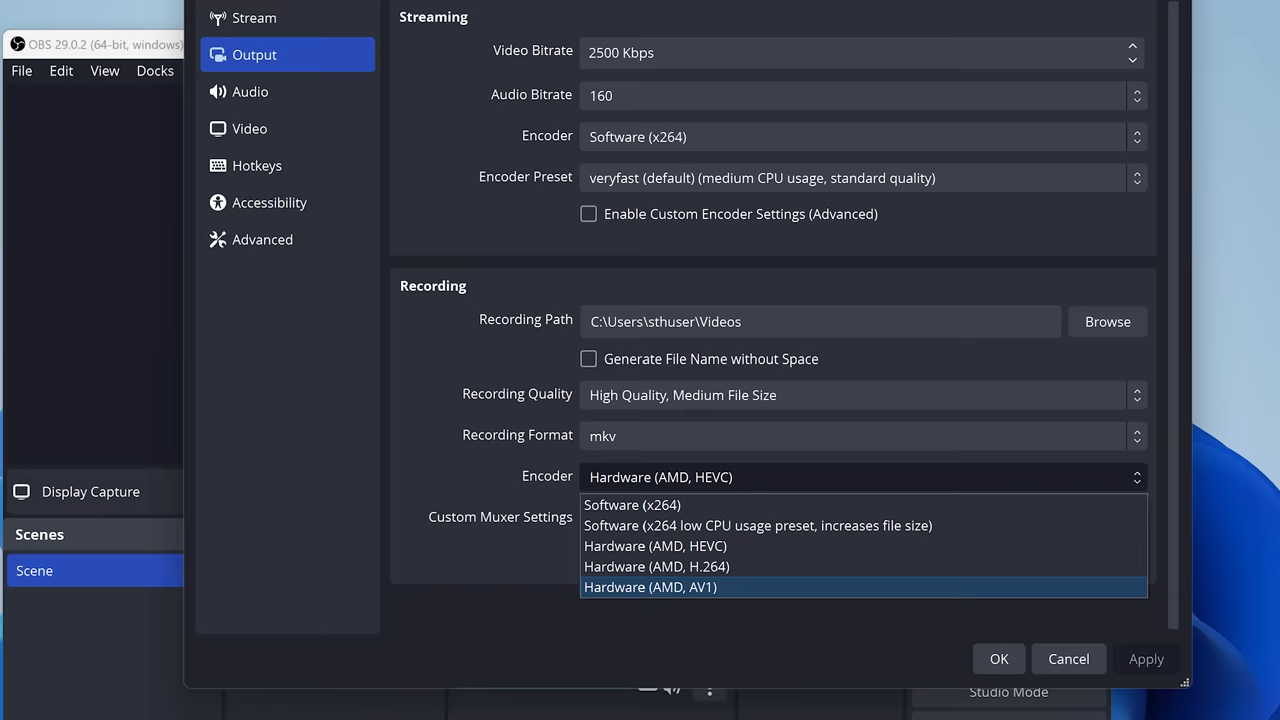 OBS 29.0.2 (64-bit, windows)
File Edit View Docks
Display Capture
Scenes
Scene
Stream
Output
Audio
Video
Hotkeys
Accessibility
Advanced
Streaming
Video Bitrate 2500 Kbps
Audio Bitrate 160
Encoder Software (x264)
Encoder Preset veryfast (default) (medium CPU usage, standard quality)
Enable Custom Encoder Settings (Advanced)
Recording
Recording Path C:\Users\sthuser\Videos Browse
Generate File Name without Space
Recording Quality High Quality, Medium File Size
Recording Format mkv
Encoder Hardware (AMD, HEVC)
Software (x264)
Custom Muxer Settings Software (x264 low CPU usage preset, increases file size)
Hardware (AMD, HEVC)
Hardware (AMD, H.264)
Hardware (AMD, AV1)
OK Cancel Apply
Studio Mode